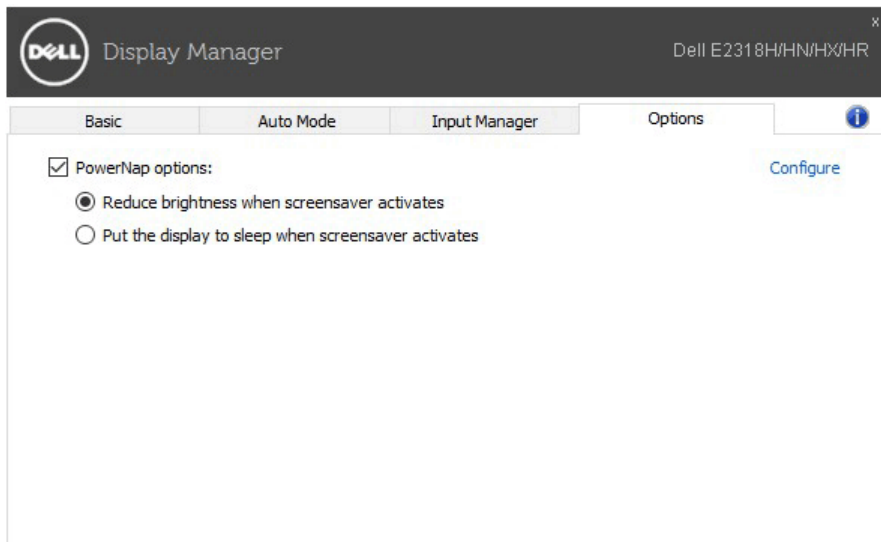 x
DELL Display Manager Dell E2318H/HN/HX/HR
Basic Auto Mode Input Manager Options i
PowerNap options: Configure
Reduce brightness when screensaver activates
Put the display to sleep when screensaver activates